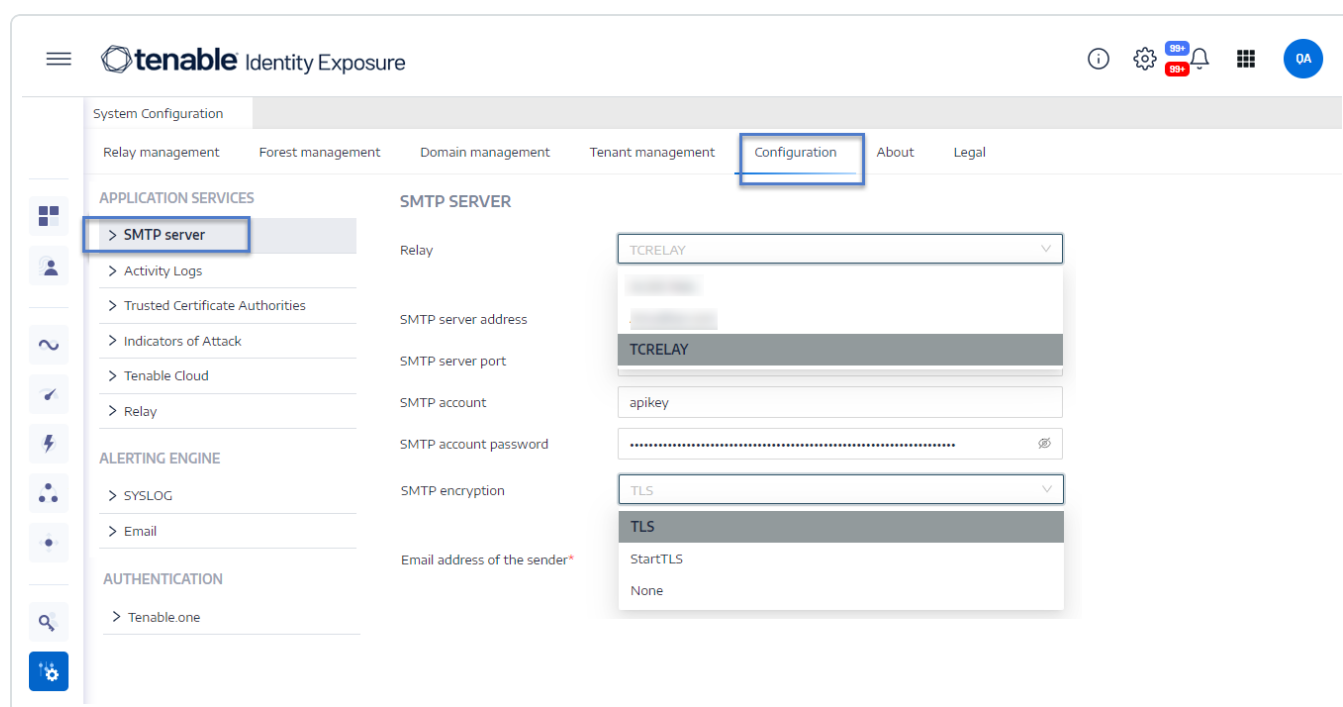 tenable Identity Exposure
99+
99+
QA
System Configuration
Relay management Forest management Domain management Tenant management Configuration About Legal
APPLICATION SERVICES
> SMTP server
> Activity Logs
> Trusted Certificate Authorities
> Indicators of Attack
> Tenable Cloud
> Relay
ALERTING ENGINE
> SYSLOG
> Email
AUTHENTICATION
> Tenable.one
SMTP SERVER
Relay
TCRELAY
TCRELAY
SMTP server address
SMTP server port
SMTP account
apikey
SMTP account password
SMTP encryption
TLS
TLS
StartTLS
None
Email address of the sender*